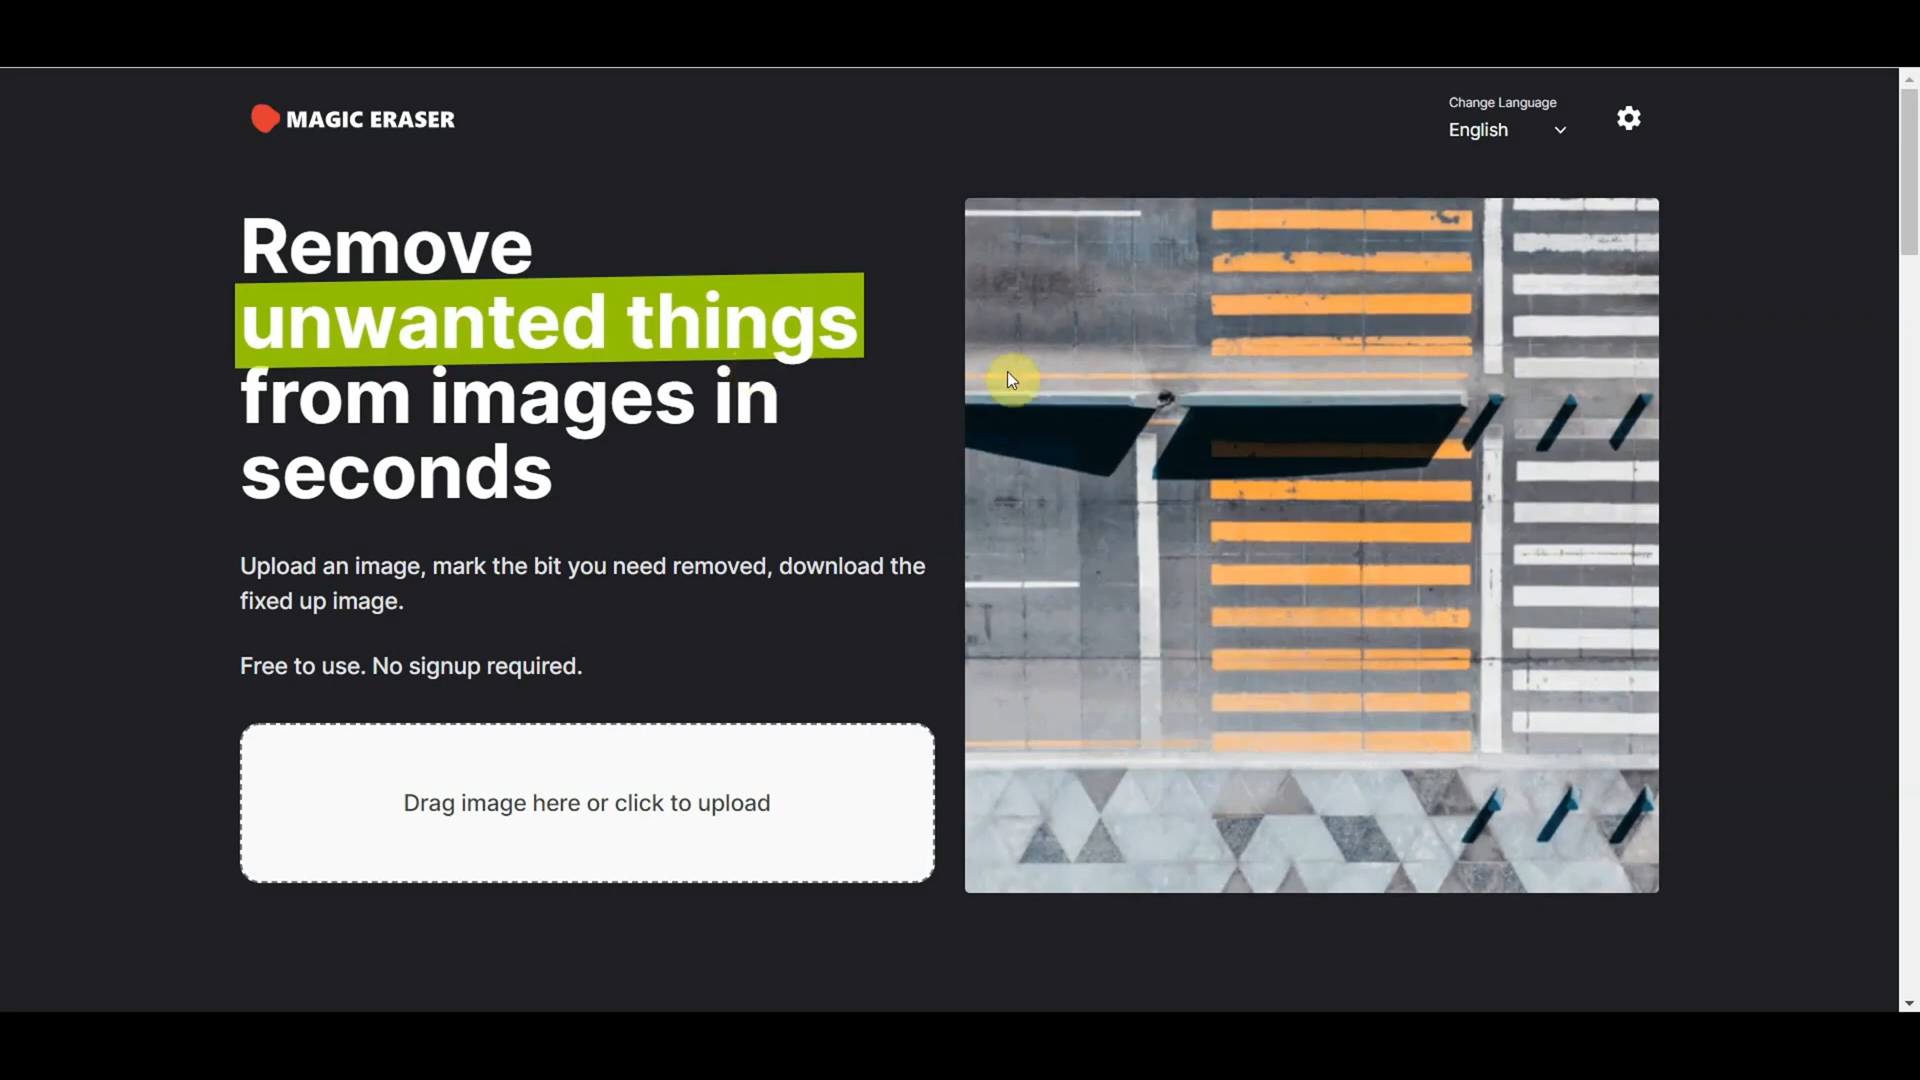 MAGIC ERASER
Change Language
English
Remove
unwanted things
from images in
seconds
Upload an image, mark the bit you need removed, download the
fixed up image.
Free to use. No signup required.
Drag image here or click to upload